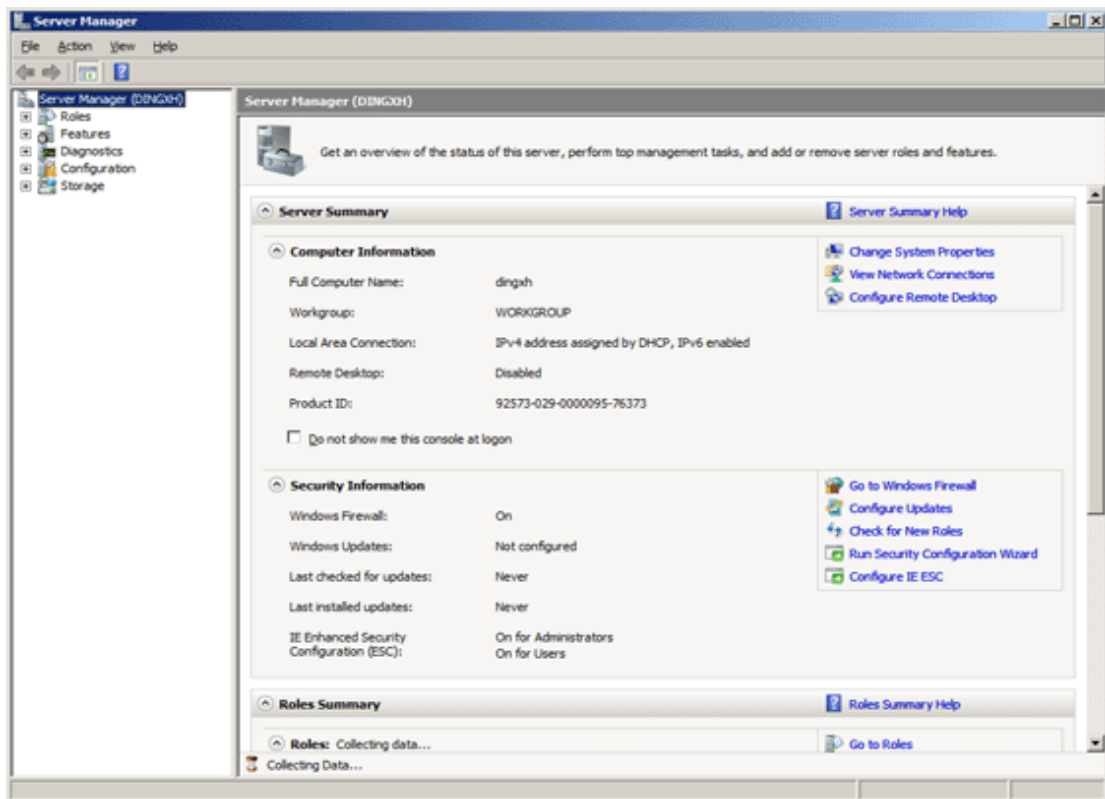 Server Manager
File Action View Help
Server Manager (DINGXH)
Roles
Features
Diagnostics
Configuration
Storage
Server Manager (DINGXH)
Get an overview of the status of this server, perform top management tasks, and add or remove server roles and features.
Server Summary
Server Summary Help
Computer Information
Full Computer Name: dingxh
Workgroup: WORKGROUP
Local Area Connection: IPv4 address assigned by DHCP, IPv6 enabled
Remote Desktop: Disabled
Product ID: 92573-029-0000095-76373
Do not show me this console at logon
Change System Properties
View Network Connections
Configure Remote Desktop
Security Information
Windows Firewall: On
Windows Updates: Not configured
Last checked for updates: Never
Last installed updates: Never
IE Enhanced Security Configuration (ESC): On for Administrators
On for Users
Go to Windows Firewall
Configure Updates
Check for New Roles
Run Security Configuration Wizard
Configure IE ESC
Roles Summary
Roles Summary Help
Roles: Collecting data...
Go to Roles
Collecting Data...